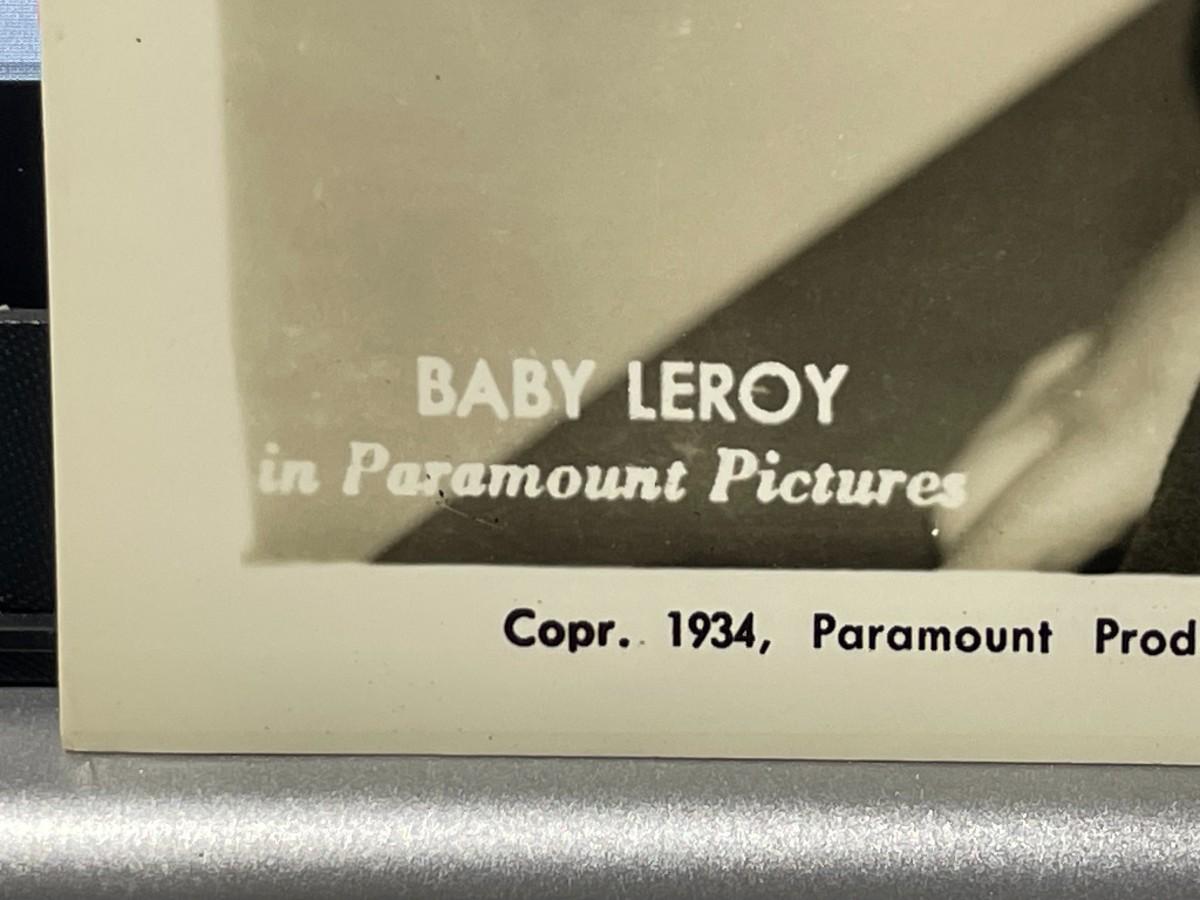 BABY LEROY
in Paramount Pictures
Copr. 1934, Paramount Prod